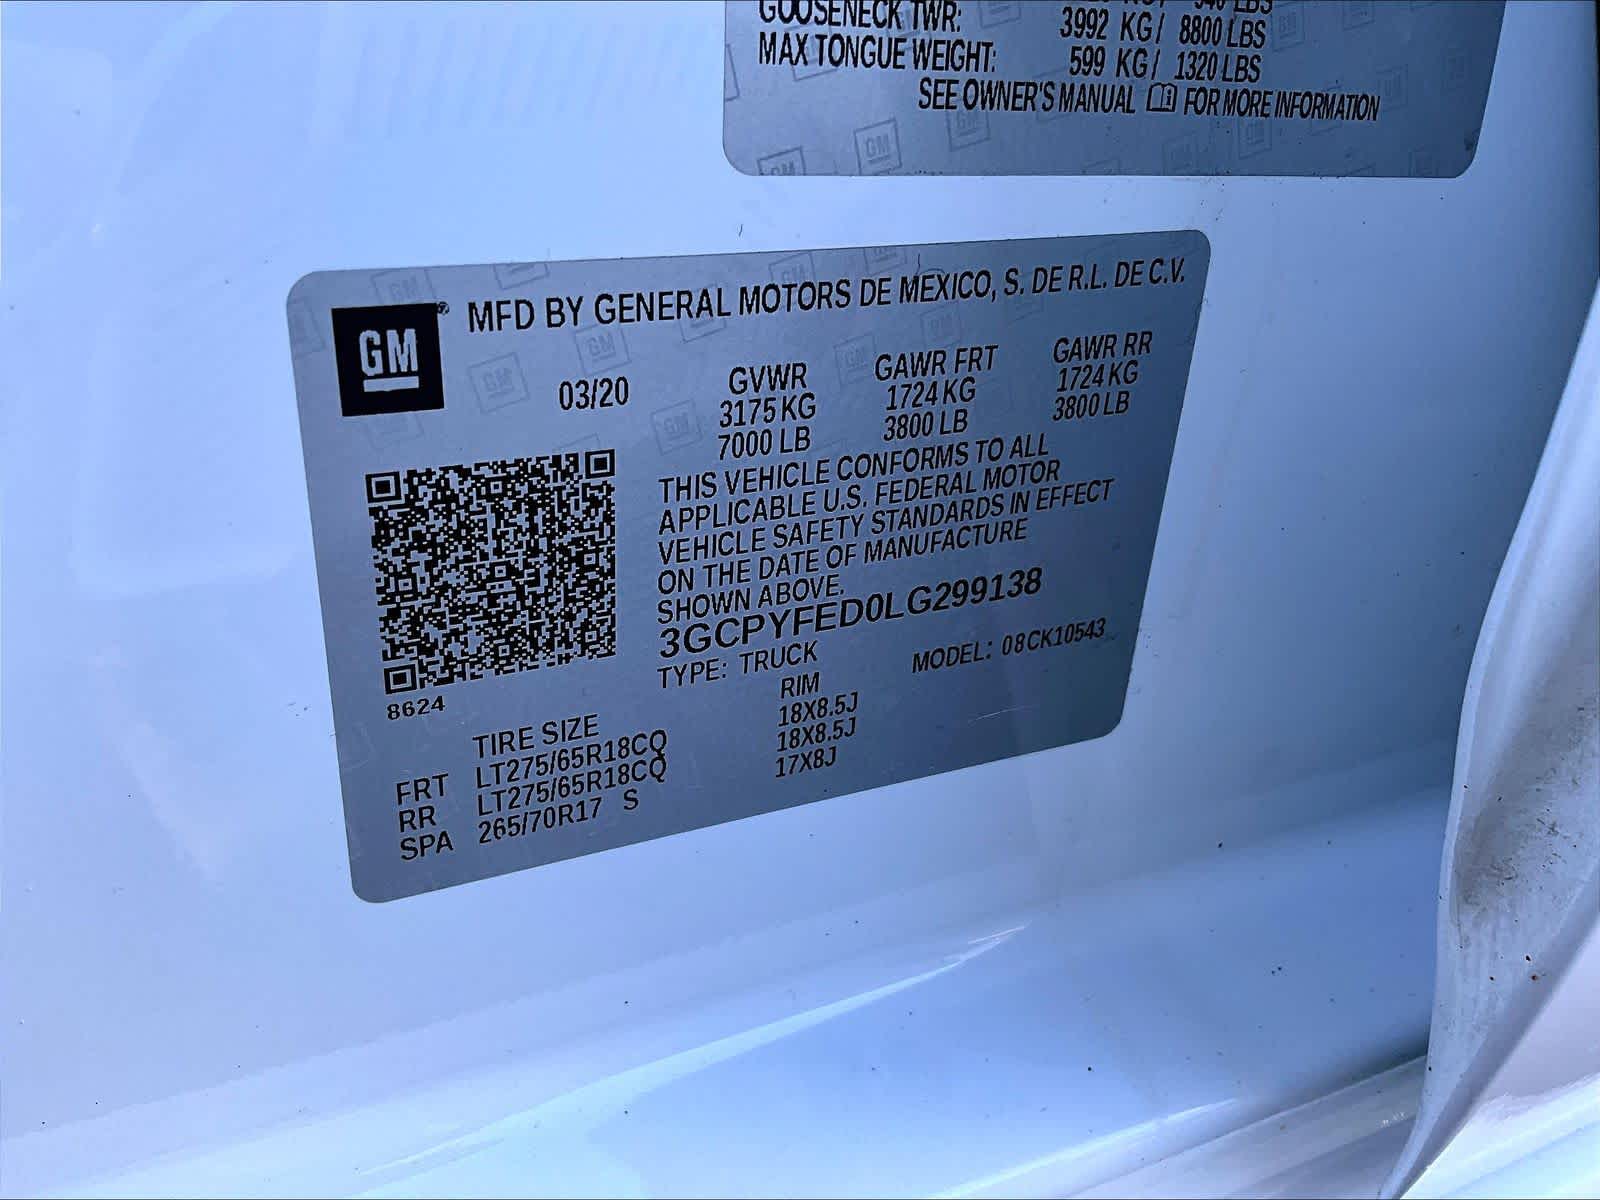 GOOSENECK TWR: 3992 KG/ 8800 LBS
MAX TONGUE WEIGHT: 599 KG/ 1320 LBS
SEE OWNER'S MANUAL FOR MORE INFORMATION
GM
MFD BY GENERAL MOTORS DE MEXICO, S. DE R.L. DE C.V.
03/20 GVWR GAWR FRT GAWR RR
3175 KG 1724 KG 1724 KG
7000 LB 3800 LB 3800 LB
THIS VEHICLE CONFORMS TO ALL
APPLICABLE U.S. FEDERAL MOTOR
VEHICLE SAFETY STANDARDS IN EFFECT
ON THE DATE OF MANUFACTURE
SHOWN ABOVE.
3GCPYFED0LG299138
TYPE: TRUCK MODEL: 08CK10543
8624
TIRE SIZE RIM
FRT LT275/65R18CQ 18X8.5J
RR LT275/65R18CQ 18X8.5J
SPA 265/70R17 S 17X8J